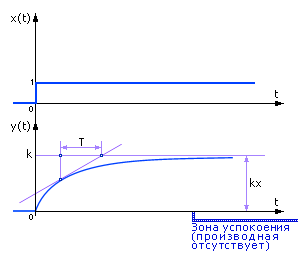 x(t)
1
0
t
y(t)
T
k
kx
0
t
Зона успокоения
(производная
отсутствует)